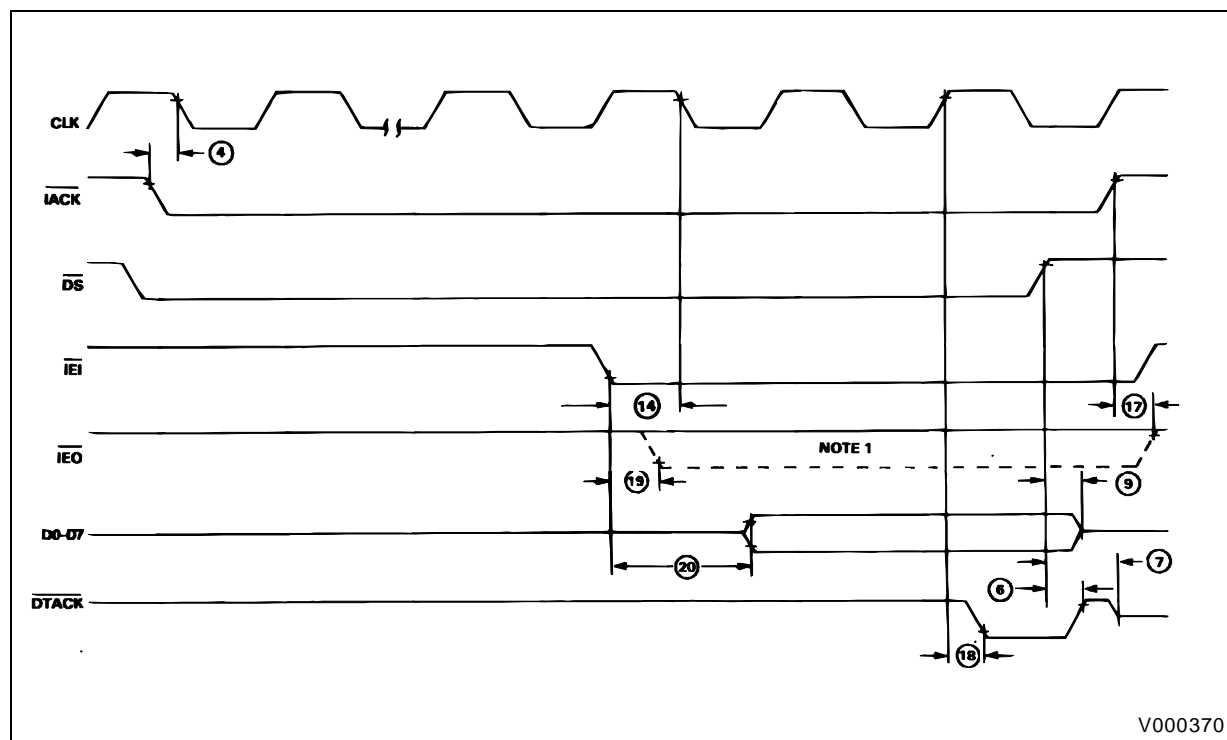 CLK
4
IACK
DS
IEI
14
17
IEO
NOTE 1
19
9
D0-D7
20
7
6
DTACK
18
V000370